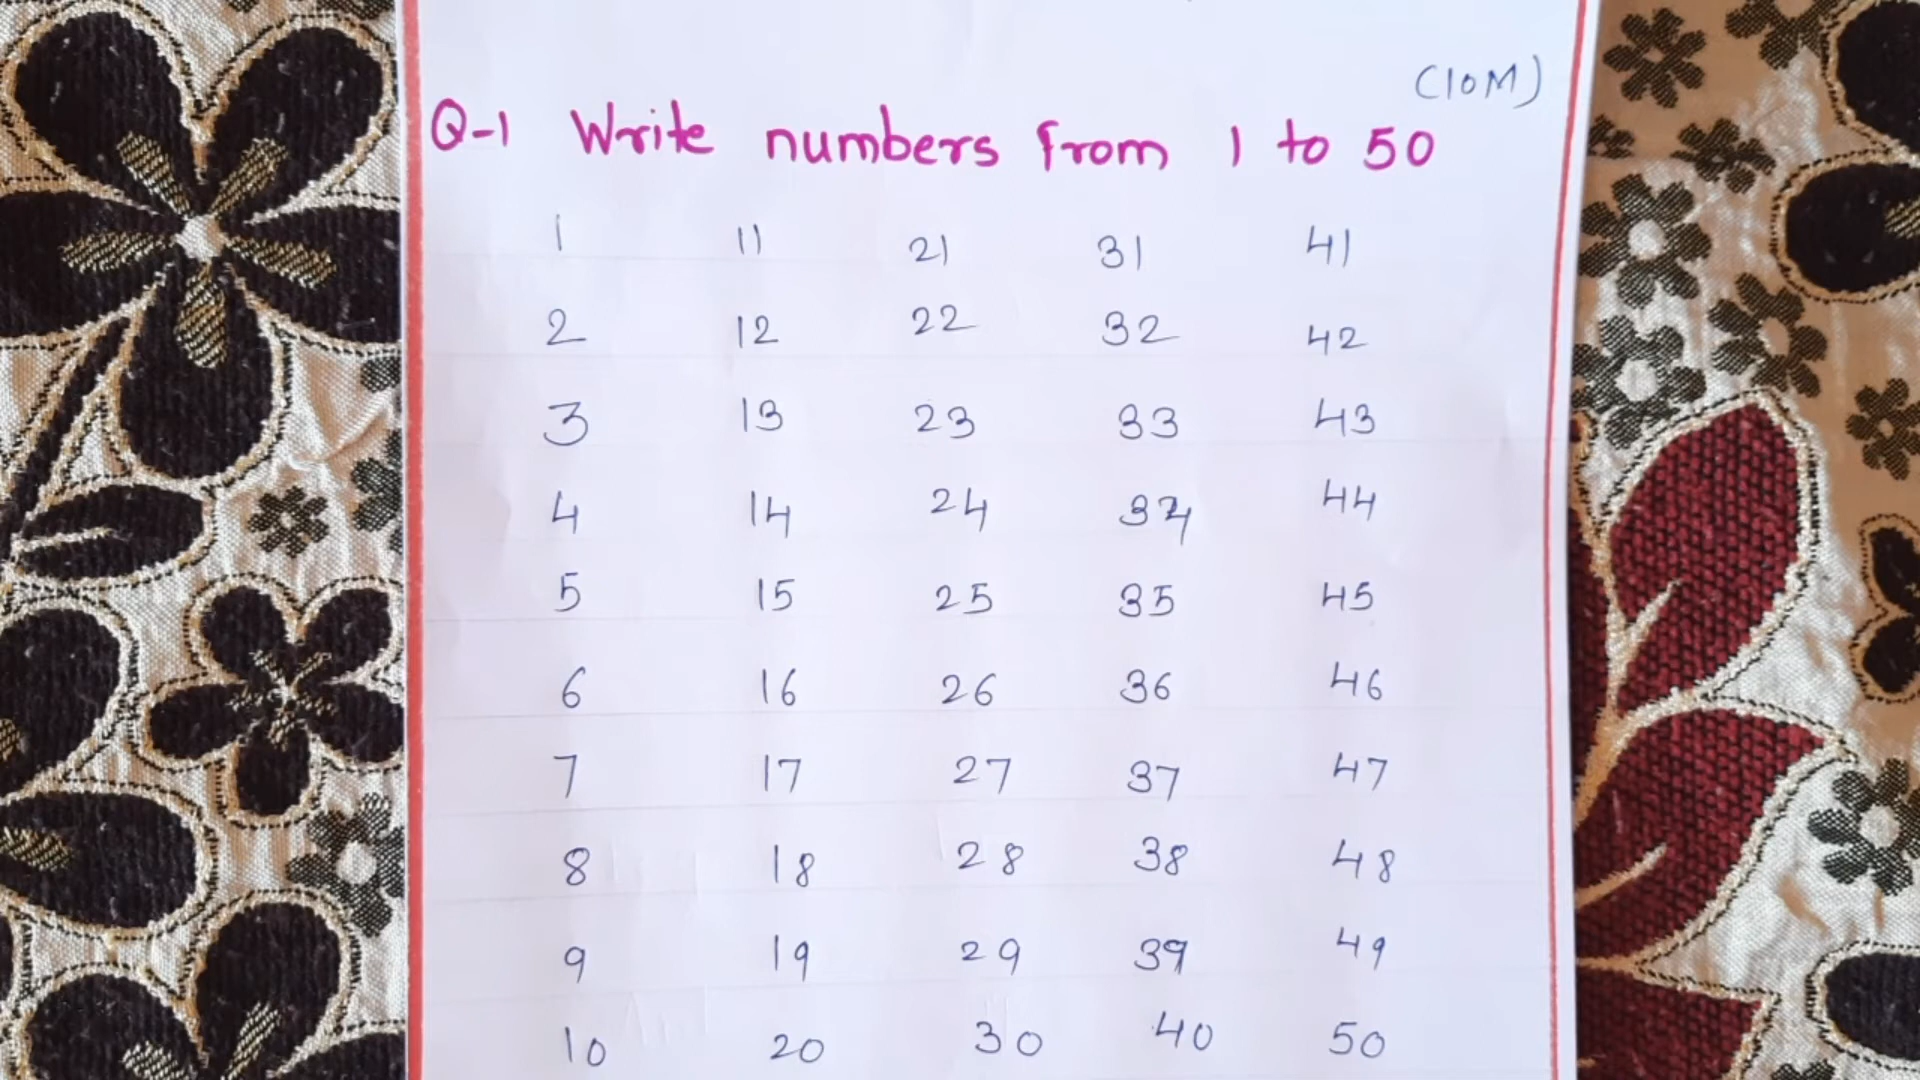 (10M)
Q-1 Write numbers from 1 to 50
1 11 21 31 41
2 12 22 32 42
3 13 23 33 43
4 14 24 34 44
5 15 25 35 45
6 16 26 36 46
7 17 27 37 47
8 18 28 38 48
9 19 29 39 49
10 20 30 40 50